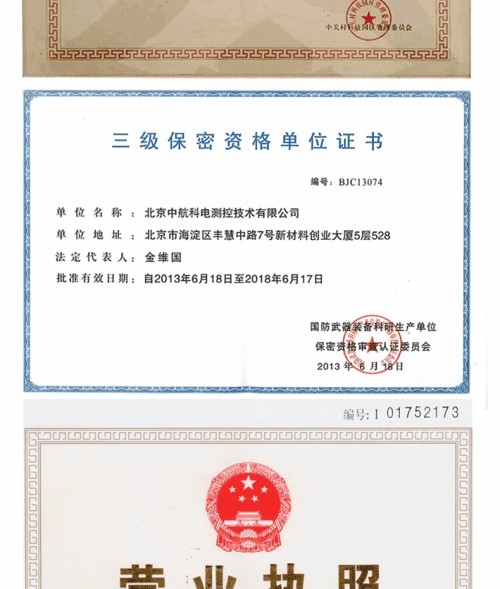 中关村科技园区管理委员会
三级保密资格单位证书
编号：BJC13074
单位名称：北京中航科电测控技术有限公司
单位地址：北京市海淀区丰慧中路7号新材料创业大厦5层528
法定代表人：金维国
批准有效日期：自2013年6月18日至2018年6月17日
国防武器装备科研生产单位
保密资格审查认证委员会
2013年6月18日
编号:1 01752173
营业执照